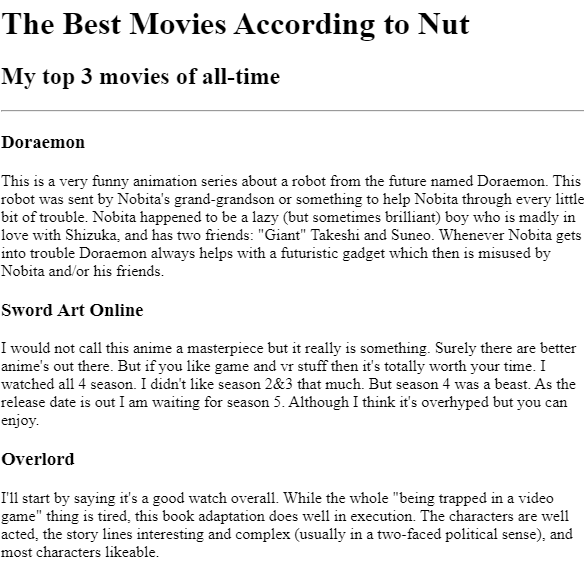 The Best Movies According to Nut
My top 3 movies of all-time
Doraemon
This is a very funny animation series about a robot from the future named Doraemon. This
robot was sent by Nobita's grand-grandson or something to help Nobita through every little
bit of trouble. Nobita happened to be a lazy (but sometimes brilliant) boy who is madly in
love with Shizuka, and has two friends: "Giant" Takeshi and Suneo. Whenever Nobita gets
into trouble Doraemon always helps with a futuristic gadget which then is misused by
Nobita and/or his friends.
Sword Art Online
I would not call this anime a masterpiece but it really is something. Surely there are better
anime's out there. But if you like game and vr stuff then it's totally worth your time. I
watched all 4 season. I didn't like season 2&3 that much. But season 4 was a beast. As the
release date is out I am waiting for season 5. Although I think it's overhyped but you can
enjoy.
Overlord
I'll start by saying it's a good watch overall. While the whole "being trapped in a video
game" thing is tired, this book adaptation does well in execution. The characters are well
acted, the story lines interesting and complex (usually in a two-faced political sense), and
most characters likeable.